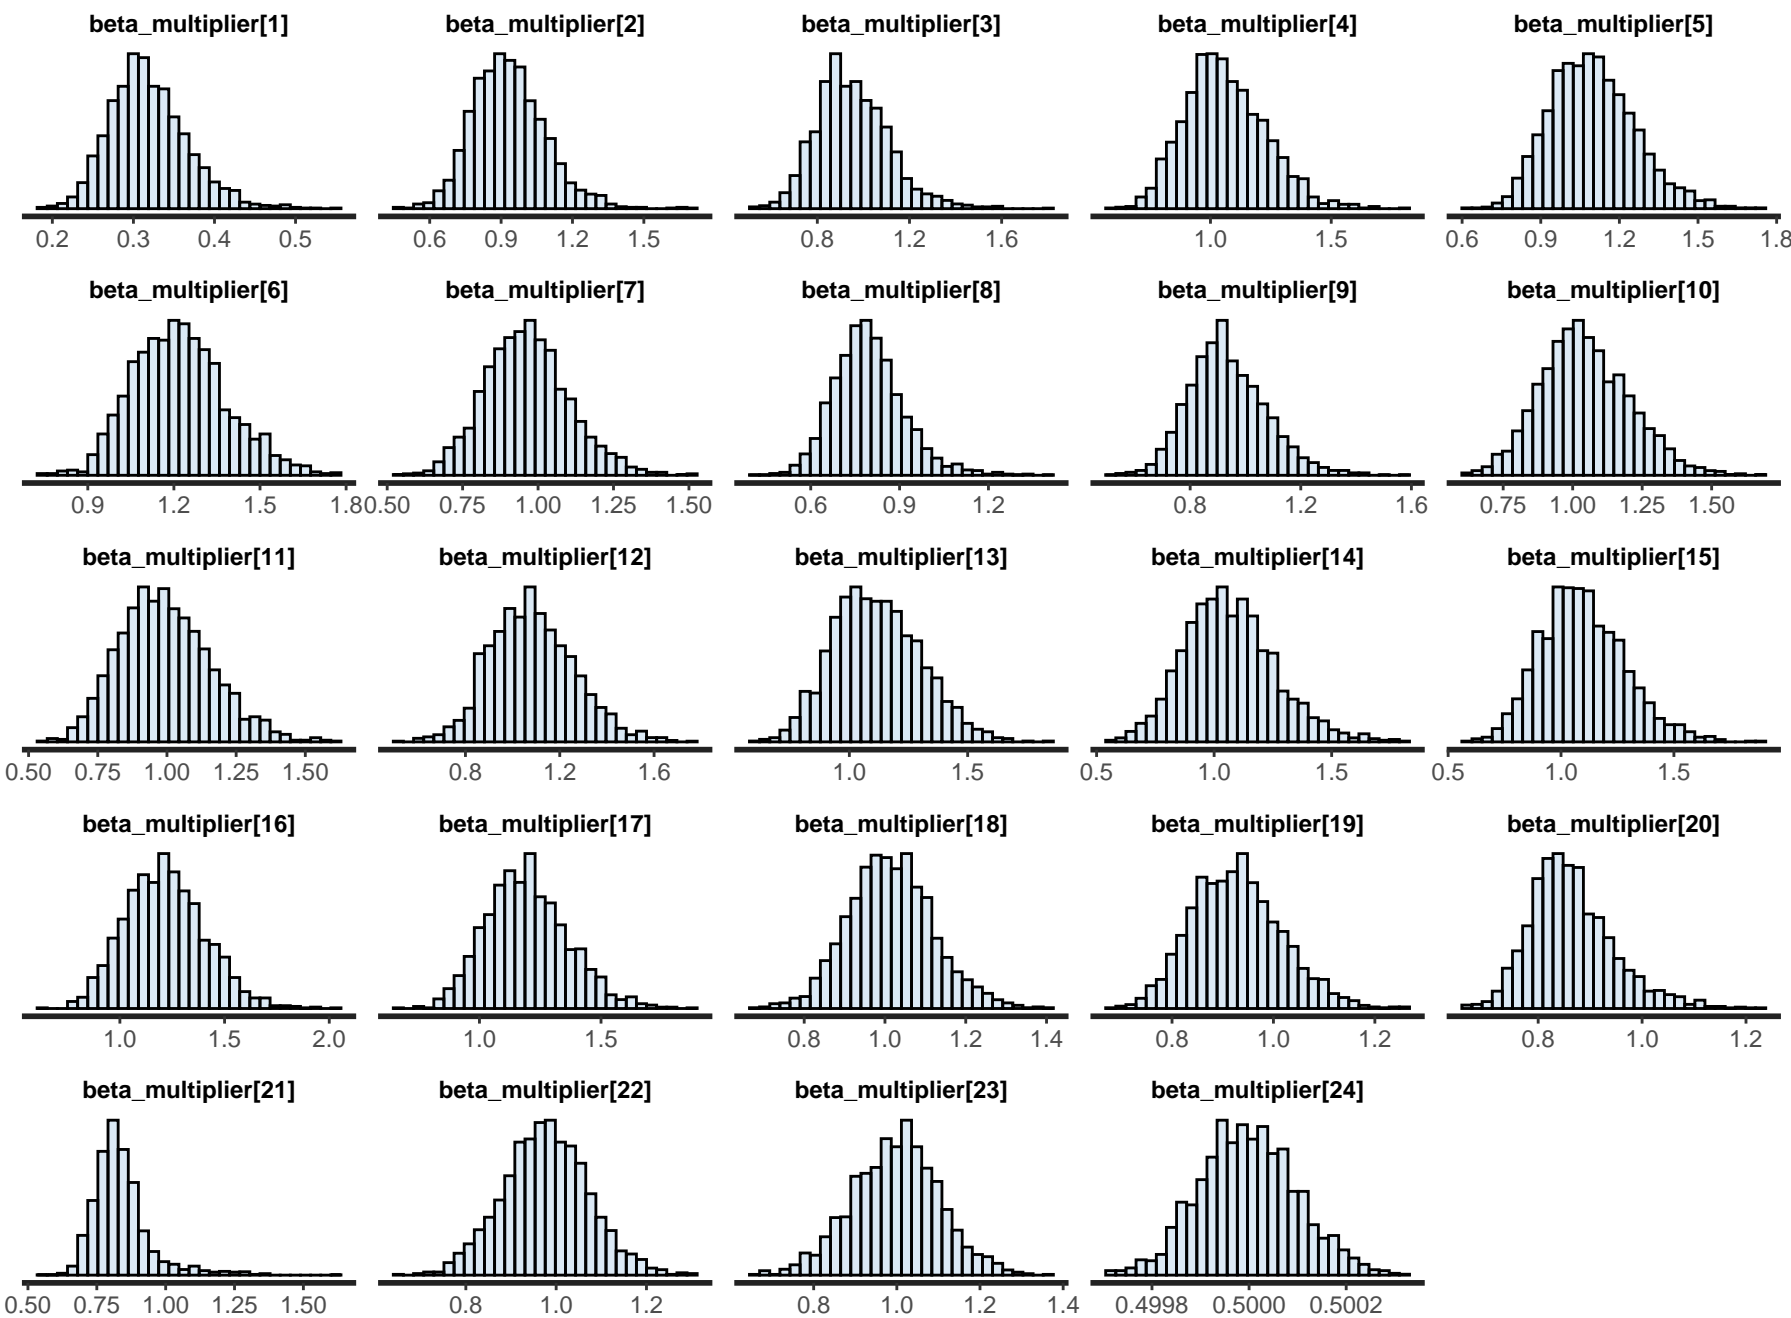 beta_multiplier[1] beta_multiplier[2] beta_multiplier[3] beta_multiplier[4] beta_multiplier[5]
0.2 0.3 0.4 0.5 0.6 0.9 1.2 1.5 0.8 1.2 1.6 1.0 1.5 0.6 0.9 1.2 1.5 1.8
beta_multiplier[6] beta_multiplier[7] beta_multiplier[8] beta_multiplier[9] beta_multiplier[10]
0.9 1.2 1.5 1.8 0.50 0.75 1.00 1.25 1.50 0.6 0.9 1.2 0.8 1.2 1.6 0.75 1.00 1.25 1.50
beta_multiplier[11] beta_multiplier[12] beta_multiplier[13] beta_multiplier[14] beta_multiplier[15]
0.50 0.75 1.00 1.25 1.50 0.8 1.2 1.6 1.0 1.5 0.5 1.0 1.5 0.5 1.0 1.5
beta_multiplier[16] beta_multiplier[17] beta_multiplier[18] beta_multiplier[19] beta_multiplier[20]
1.0 1.5 2.0 1.0 1.5 0.8 1.0 1.2 1.4 0.8 1.0 1.2 0.8 1.0 1.2
beta_multiplier[21] beta_multiplier[22] beta_multiplier[23] beta_multiplier[24]
0.50 0.75 1.00 1.25 1.50 0.8 1.0 1.2 0.8 1.0 1.2 1.4 0.4998 0.5000 0.5002